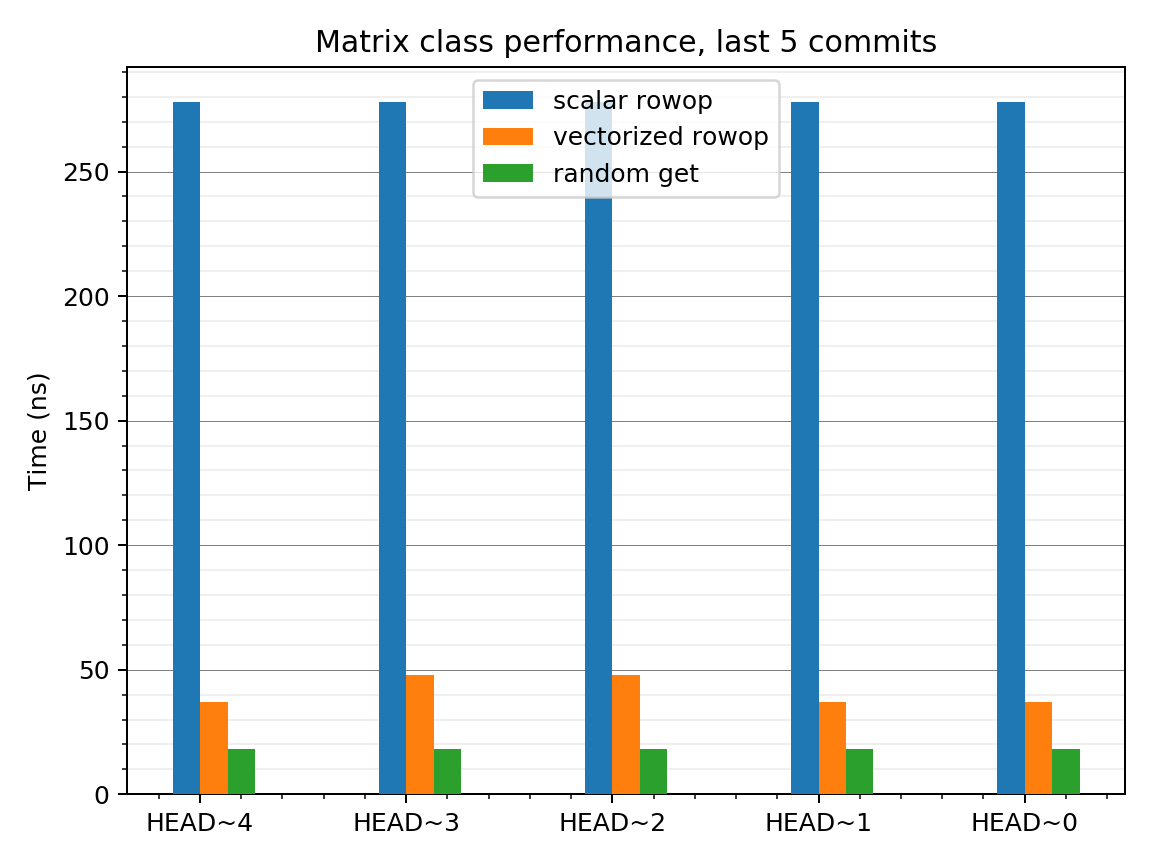 Matrix class performance, last 5 commits
scalar rowop
vectorized rowop
random get
Time (ns)
250
200
150
100
50
0
HEAD~4 HEAD~3 HEAD~2 HEAD~1 HEAD~0